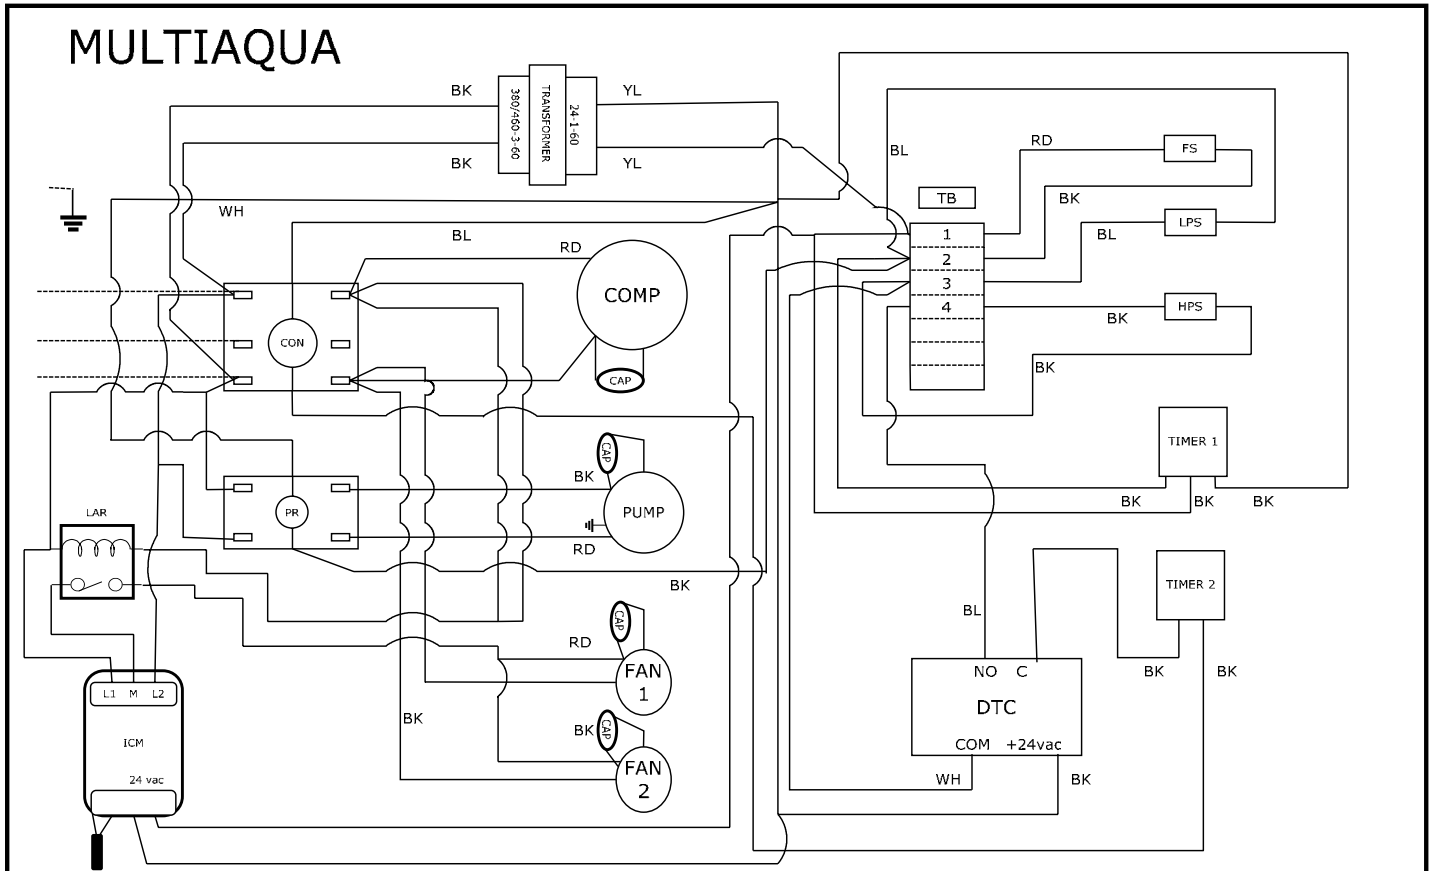 MULTIAQUA
BK
380/460-3-60
TRANSFORMER
24-1-60
YL
BK
YL
WH
BL
RD
COMP
CAP
CON
BL
RD
FS
BK
TB
1
2
3
4
BL
LPS
BK
HPS
BK
TIMER 1
BK
BK
BK
CAP
BK
PUMP
RD
PR
BK
LAR
TIMER 2
BL
BK
BK
NO C
DTC
COM +24vac
WH
BK
CAP
RD
FAN
1
BK
BK
CAP
FAN
2
L1 M L2
ICM
24 vac